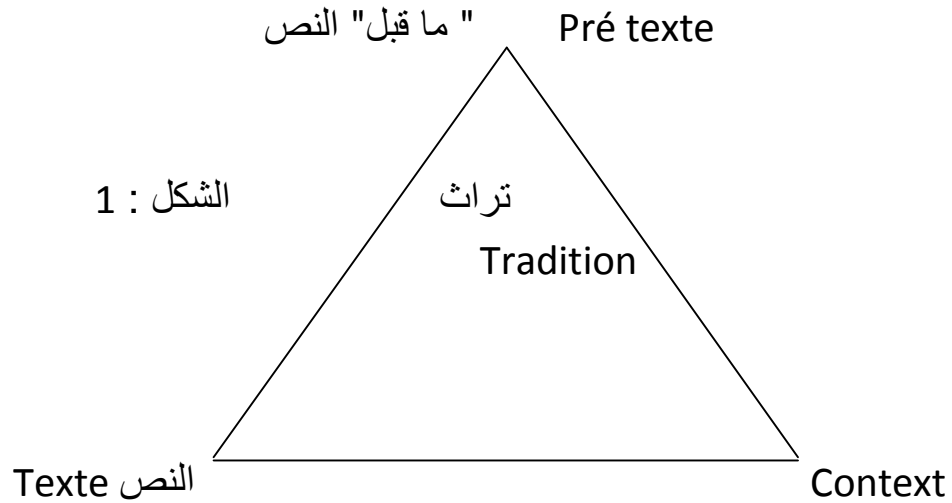 "ما قبل" النص Pré texte
الشكل : 1
تراث
Tradition
Texte النص
Context